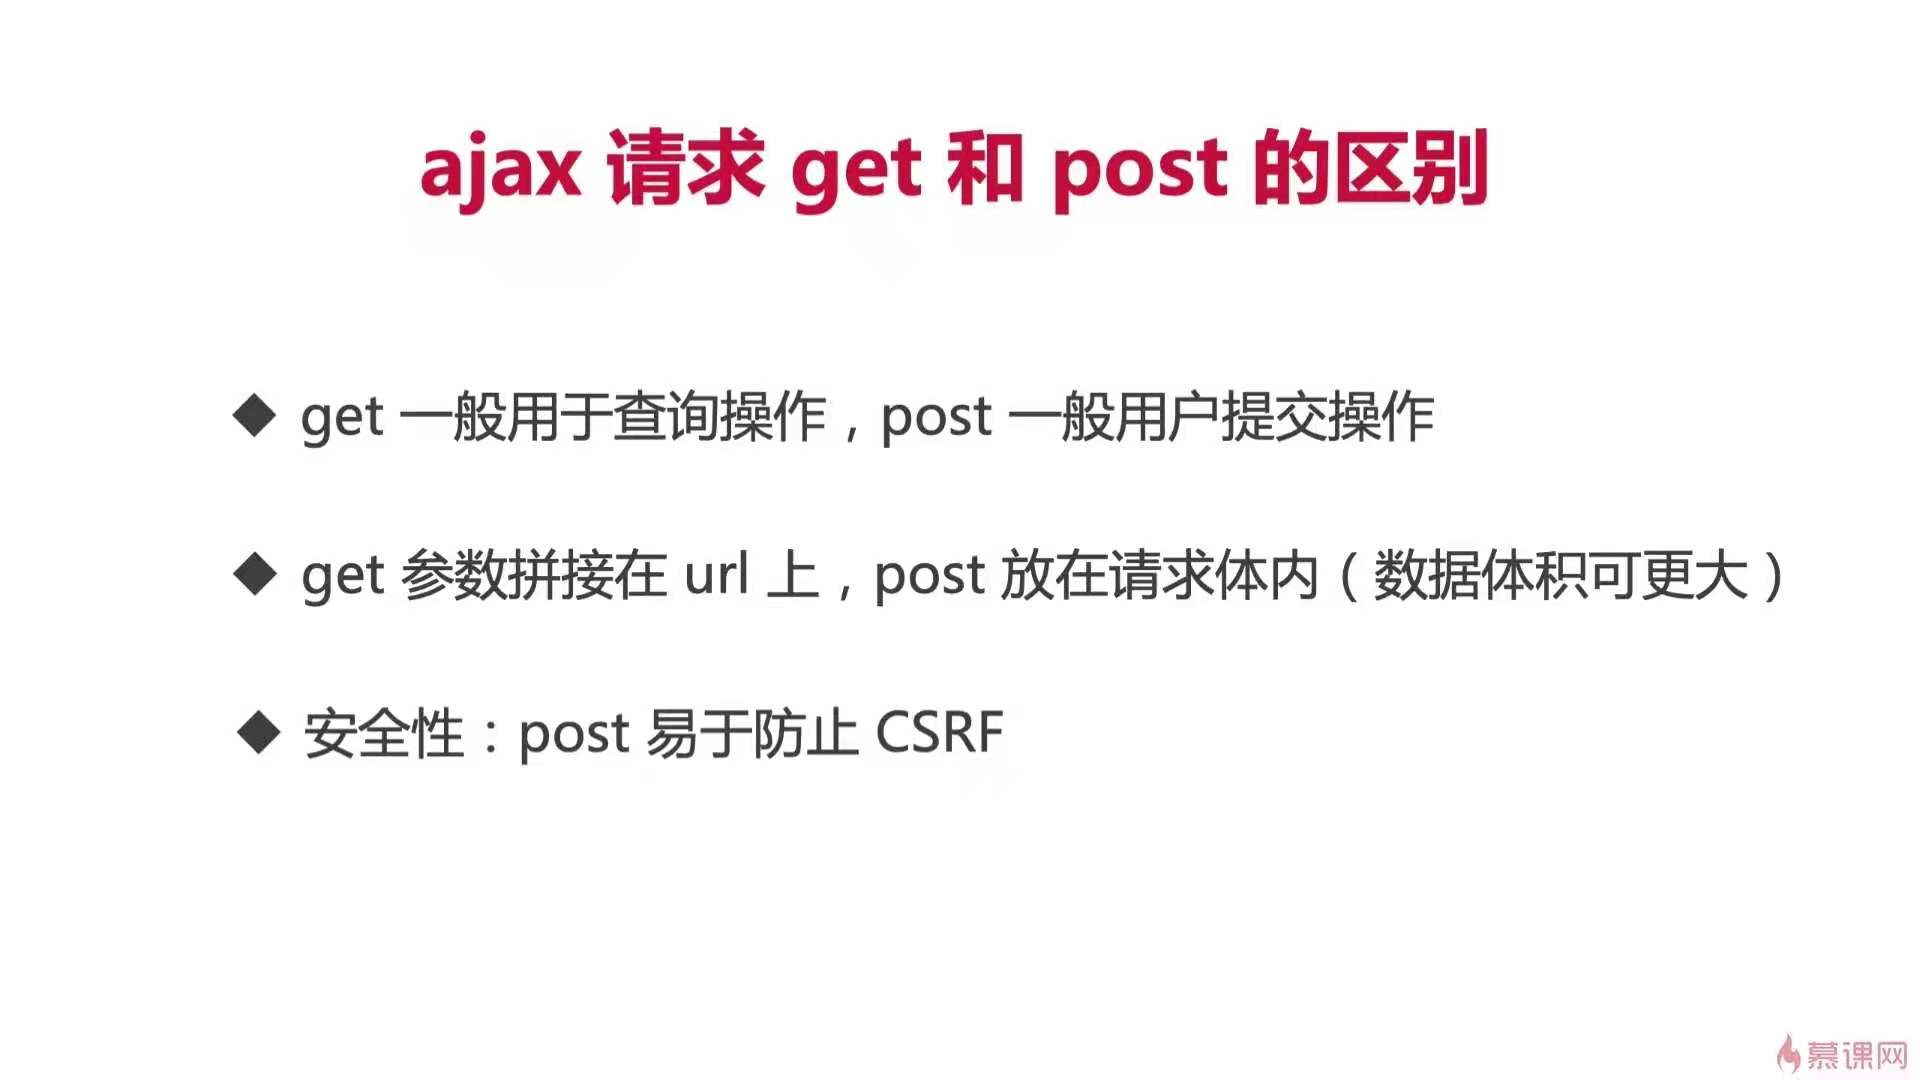 ajax 请求 get 和 post 的区别
◆ get 一般用于查询操作，post 一般用户提交操作
◆ get 参数拼接在 url 上，post 放在请求体内（数据体积可更大）
◆ 安全性：post 易于防止 CSRF
慕课网